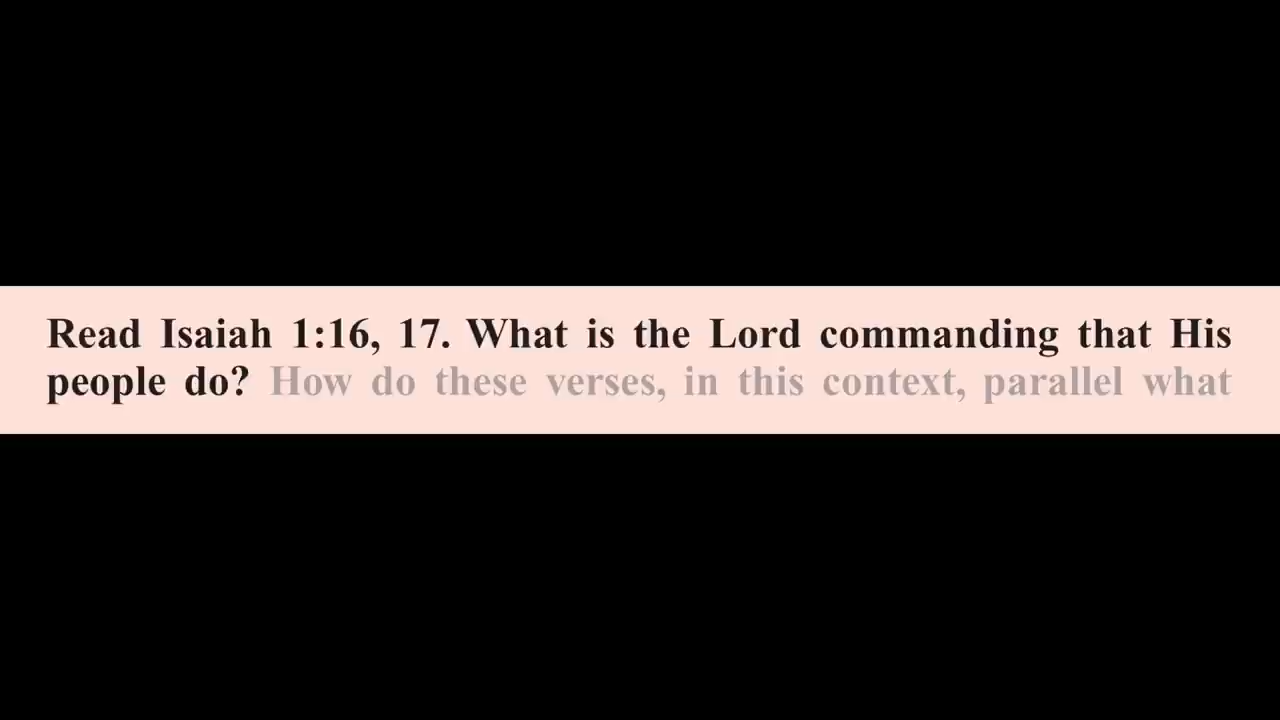 Read Isaiah 1:16, 17. What is the Lord commanding that His
people do? How do these verses, in this context, parallel what